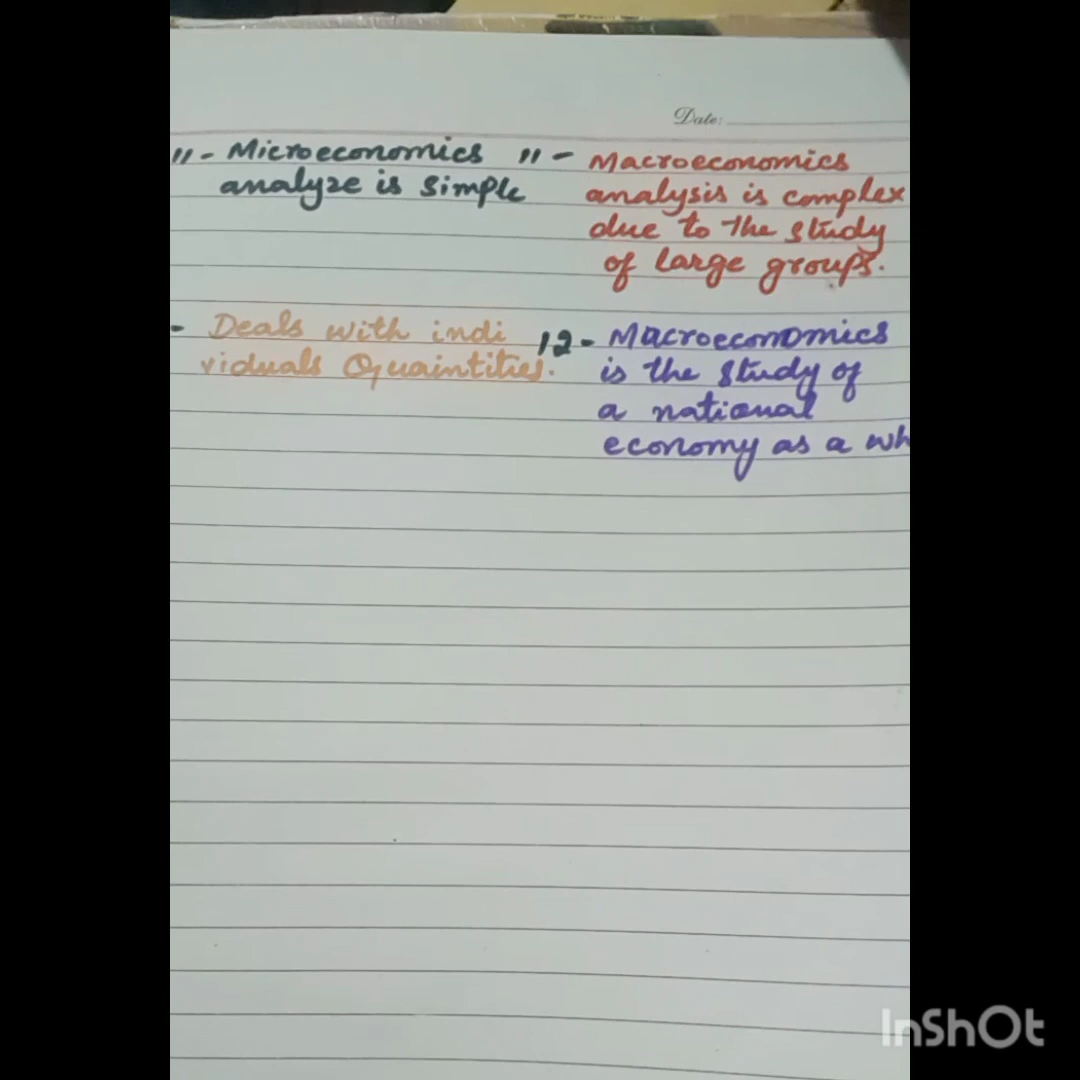 Date:
11 - Microeconomics
analyze is simple
11 - Macroeconomics
analysis is complex
due to the study
of large groups.
- Deals with indi
viduals Quaintities.
12 - Macroeconomics
is the study of
a national
economy as a wh
InShOt